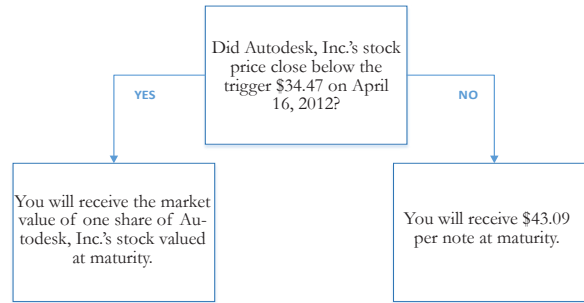 Did Autodesk, Inc.'s stock
price close below the
trigger $34.47 on April
16, 2012?
YES
NO
You will receive the market
value of one share of Au-
todesk, Inc.'s stock valued
at maturity.
You will receive $43.09
per note at maturity.